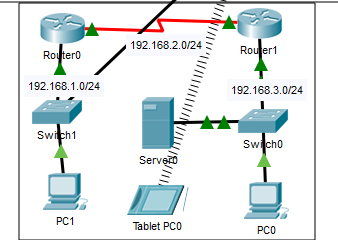 Router0
Router1
192.168.2.0/24
192.168.1.0/24
192.168.3.0/24
Switch1
Server0
Switch0
PC1
Tablet PC0
PC0